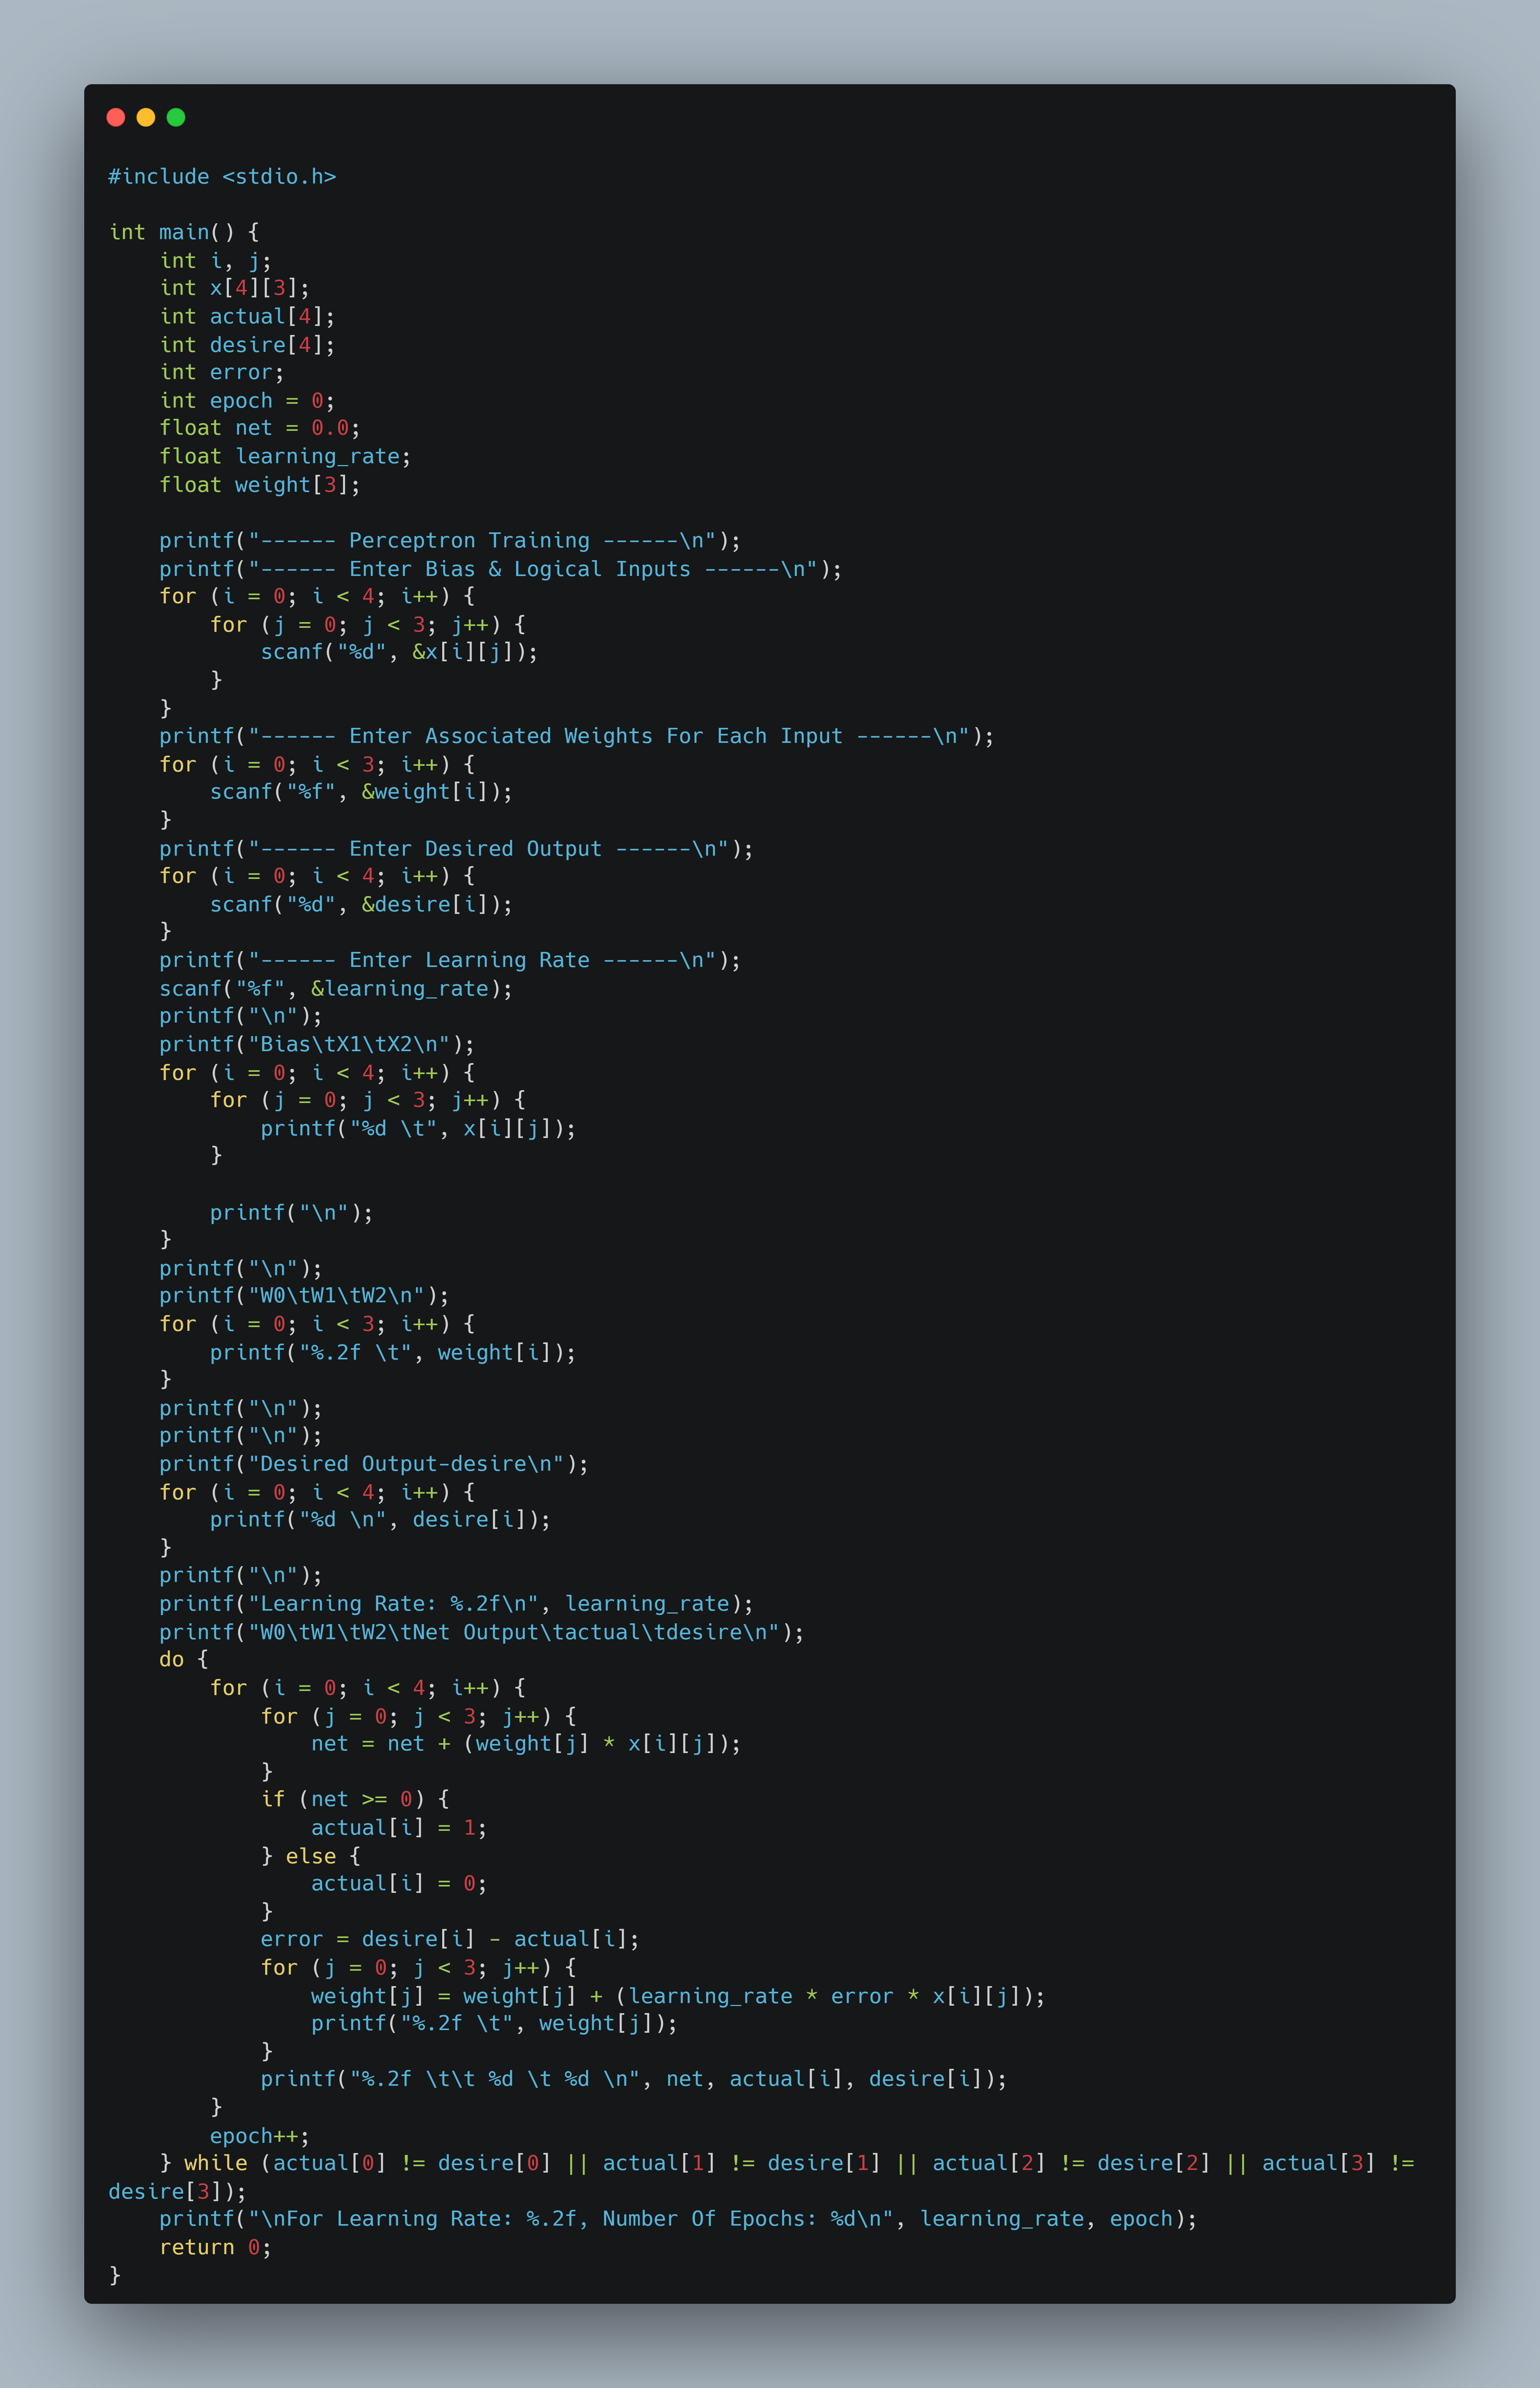 #include <stdio.h>

int main() {
    int i, j;
    int x[4][3];
    int actual[4];
    int desire[4];
    int error;
    int epoch = 0;
    float net = 0.0;
    float learning_rate;
    float weight[3];

    printf("------ Perceptron Training ------\n");
    printf("------ Enter Bias & Logical Inputs ------\n");
    for (i = 0; i < 4; i++) {
        for (j = 0; j < 3; j++) {
            scanf("%d", &x[i][j]);
        }
    }
    printf("------ Enter Associated Weights For Each Input ------\n");
    for (i = 0; i < 3; i++) {
        scanf("%f", &weight[i]);
    }
    printf("------ Enter Desired Output ------\n");
    for (i = 0; i < 4; i++) {
        scanf("%d", &desire[i]);
    }
    printf("------ Enter Learning Rate ------\n");
    scanf("%f", &learning_rate);
    printf("\n");
    printf("Bias\tX1\tX2\n");
    for (i = 0; i < 4; i++) {
        for (j = 0; j < 3; j++) {
            printf("%d \t", x[i][j]);
        }

        printf("\n");
    }
    printf("\n");
    printf("W0\tW1\tW2\n");
    for (i = 0; i < 3; i++) {
        printf("%.2f \t", weight[i]);
    }
    printf("\n");
    printf("\n");
    printf("Desired Output-desire\n");
    for (i = 0; i < 4; i++) {
        printf("%d \n", desire[i]);
    }
    printf("\n");
    printf("Learning Rate: %.2f\n", learning_rate);
    printf("W0\tW1\tW2\tNet Output\tactual\tdesire\n");
    do {
        for (i = 0; i < 4; i++) {
            for (j = 0; j < 3; j++) {
                net = net + (weight[j] * x[i][j]);
            }
            if (net >= 0) {
                actual[i] = 1;
            } else {
                actual[i] = 0;
            }
            error = desire[i] - actual[i];
            for (j = 0; j < 3; j++) {
                weight[j] = weight[j] + (learning_rate * error * x[i][j]);
                printf("%.2f \t", weight[j]);
            }
            printf("%.2f \t\t %d \t %d \n", net, actual[i], desire[i]);
        }
        epoch++;
    } while (actual[0] != desire[0] || actual[1] != desire[1] || actual[2] != desire[2] || actual[3] !=
desire[3]);
    printf("\nFor Learning Rate: %.2f, Number Of Epochs: %d\n", learning_rate, epoch);
    return 0;
}